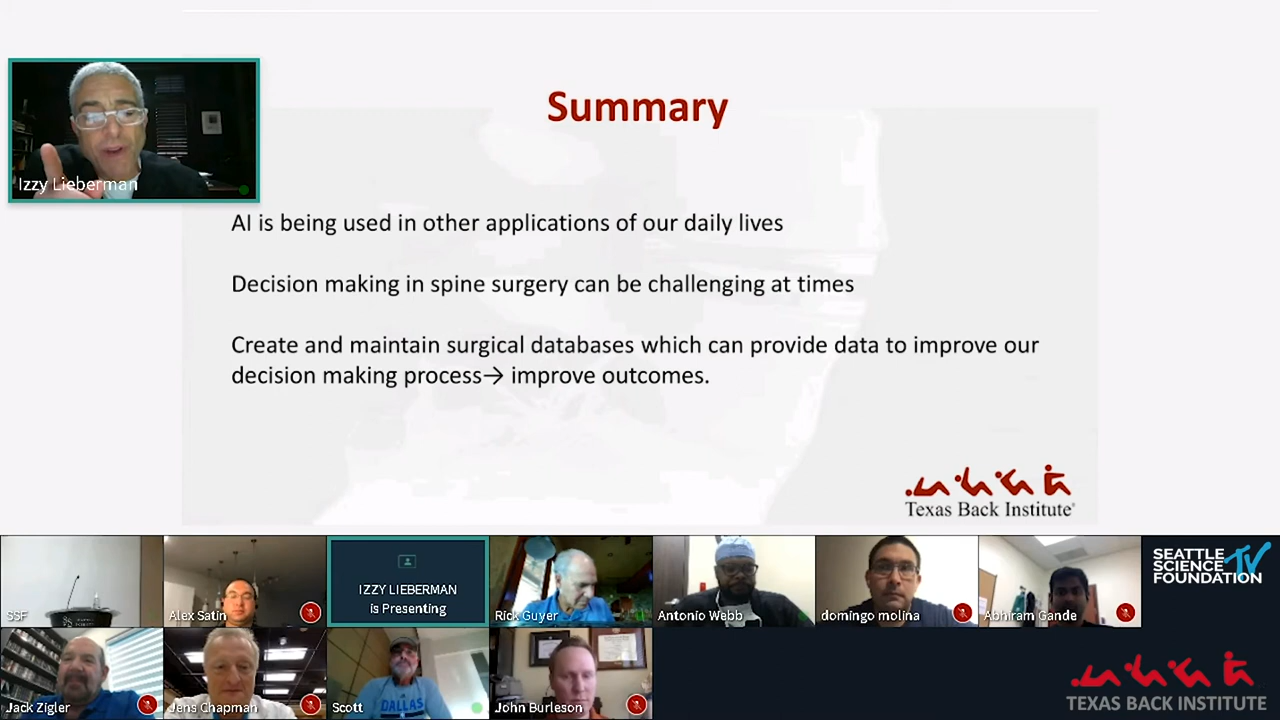 Summary
Izzy Lieberman
AI is being used in other applications of our daily lives
Decision making in spine surgery can be challenging at times
Create and maintain surgical databases which can provide data to improve our
decision making process→ improve outcomes.
Texas Back Institute®
SSF
Alex Satin
IZZY LIEBERMAN
is Presenting
Rick Guyer
Antonio Webb
domingo molina
Abhiram Gande
SEATTLE
SCIENCE TV
FOUNDATION
Jack Zigler
Jens Chapman
Scott
DALLAS
John Burleson
TEXAS BACK INSTITUTE